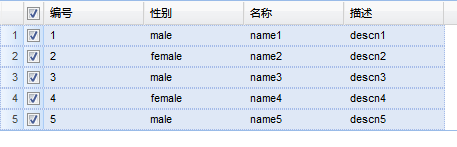 编号 性别 名称 描述
1 1 male name1 descn1
2 2 female name2 descn2
3 3 male name3 descn3
4 4 female name4 descn4
5 5 male name5 descn5